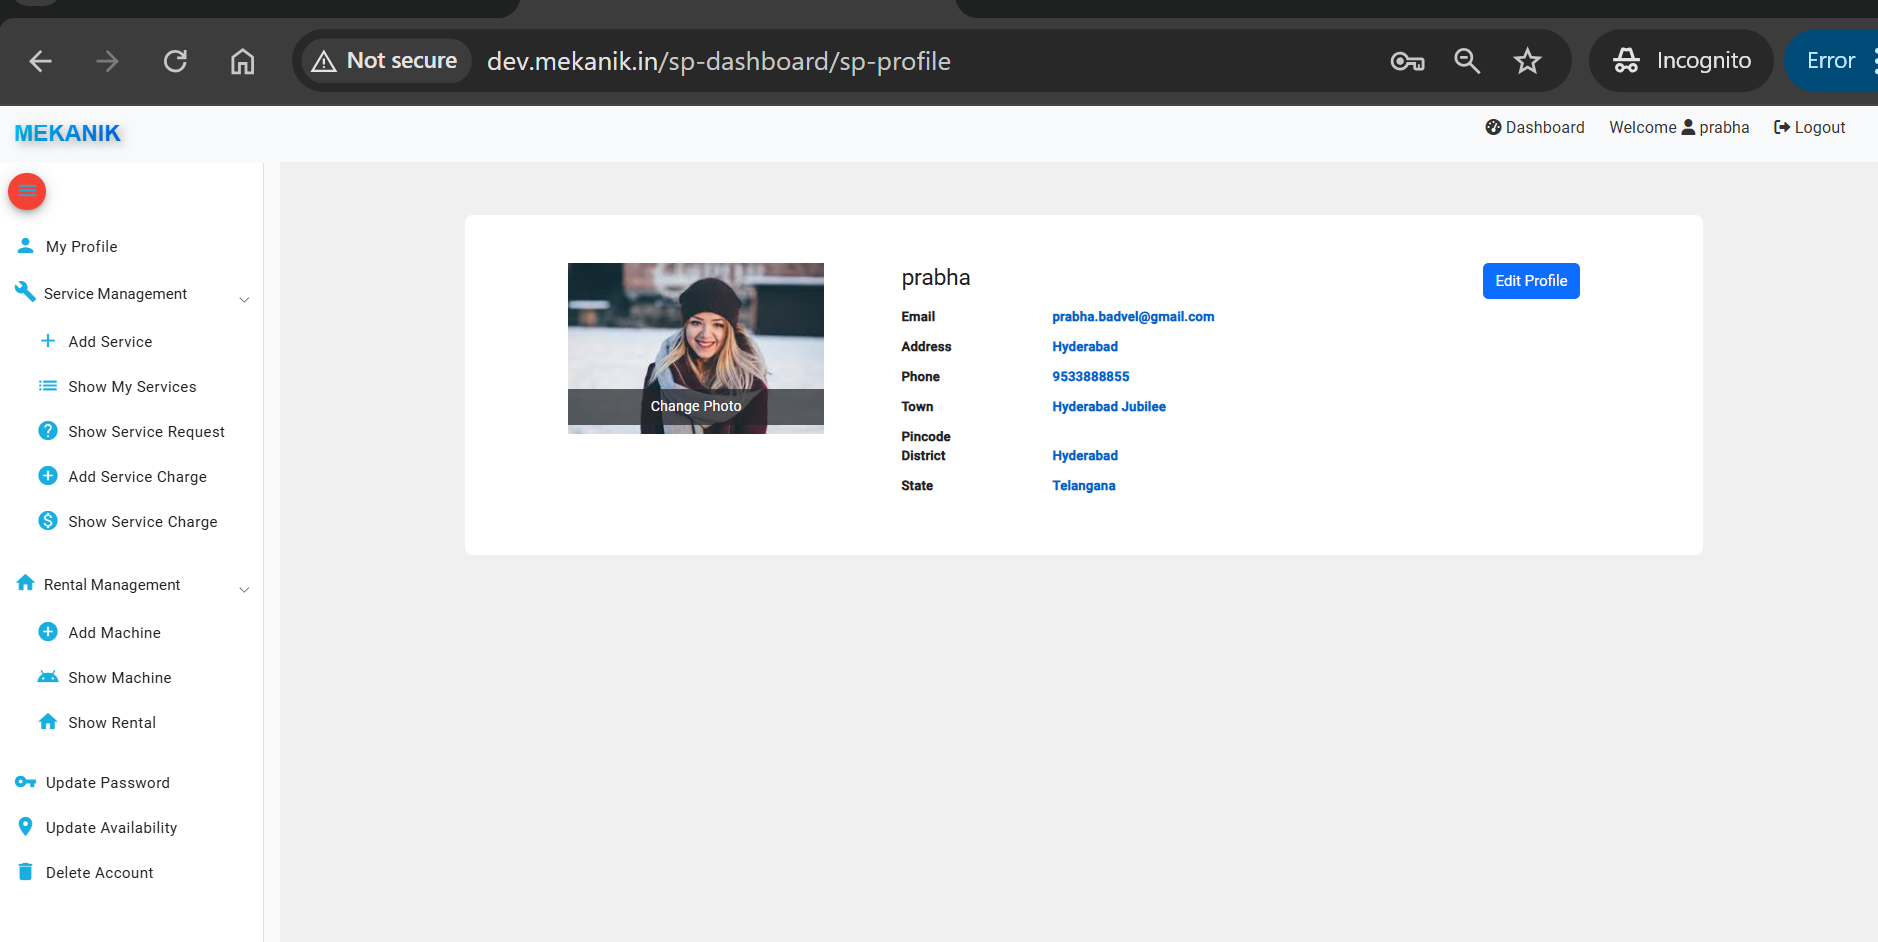 Not secure dev.mekanik.in/sp-dashboard/sp-profile Incognito Error
MEKANIK Dashboard Welcome prabha Logout
My Profile
Service Management
Add Service
Show My Services
Show Service Request
Add Service Charge
Show Service Charge
Rental Management
Add Machine
Show Machine
Show Rental
Update Password
Update Availability
Delete Account
Change Photo
prabha
Edit Profile
Email prabha.badvel@gmail.com
Address Hyderabad
Phone 9533888855
Town Hyderabad Jubilee
Pincode
District Hyderabad
State Telangana